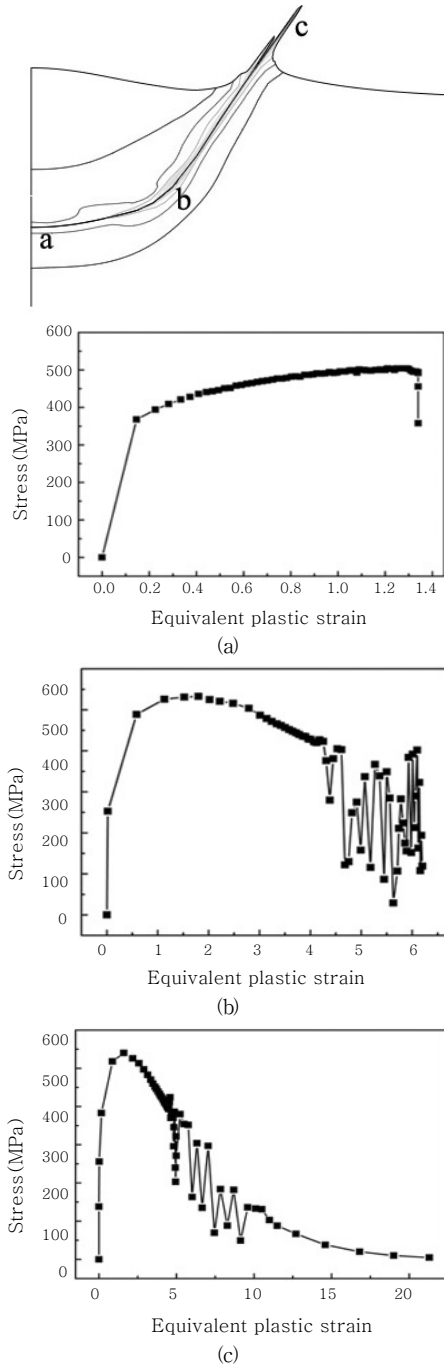 c
b
a
600
500
400
300
200
100
0
Stress(MPa)
0.0 0.2 0.4 0.6 0.8 1.0 1.2 1.4
Equivalent plastic strain
(a)
600
500
400
300
200
100
0
Stress(MPa)
0 1 2 3 4 5 6
Equivalent plastic strain
(b)
600
500
400
300
200
100
0
Stress(MPa)
0 5 10 15 20
Equivalent plastic strain
(c)